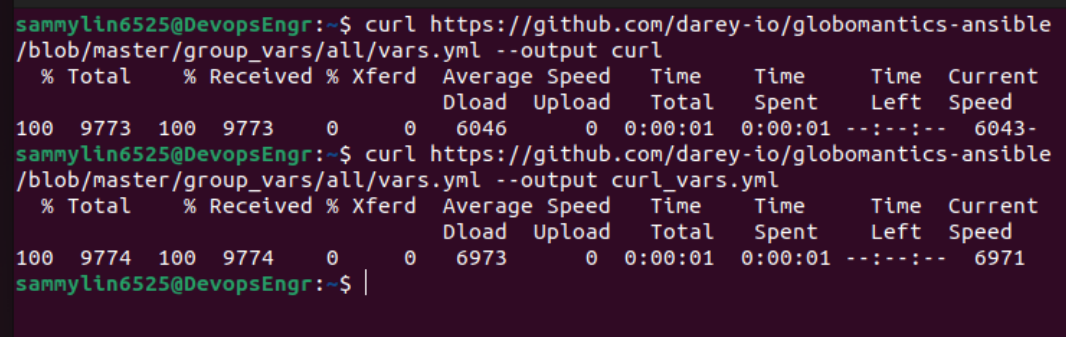 sammylin6525@DevopsEngr:~$ curl https://github.com/darey-io/globomantics-ansible
/blob/master/group_vars/all/vars.yml --output curl
% Total % Received % Xferd Average Speed Time Time Time Current
Dload Upload Total Spent Left Speed
100 9773 100 9773 0 0 6046 0 0:00:01 0:00:01 --:--:-- 6043-
sammylin6525@DevopsEngr:~$ curl https://github.com/darey-io/globomantics-ansible
/blob/master/group_vars/all/vars.yml --output curl_vars.yml
% Total % Received % Xferd Average Speed Time Time Time Current
Dload Upload Total Spent Left Speed
100 9774 100 9774 0 0 6973 0 0:00:01 0:00:01 --:--:-- 6971
sammylin6525@DevopsEngr:~$